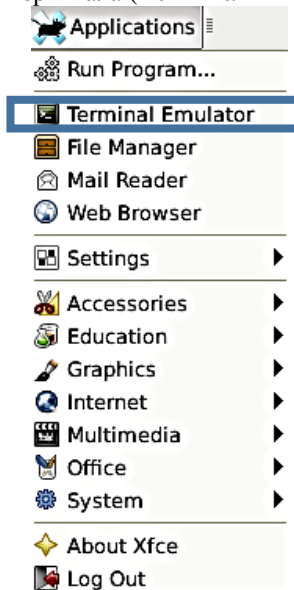 Applications
Run Program...
Terminal Emulator
File Manager
Mail Reader
Web Browser
Settings
Accessories
Education
Graphics
Internet
Multimedia
Office
System
About Xfce
Log Out